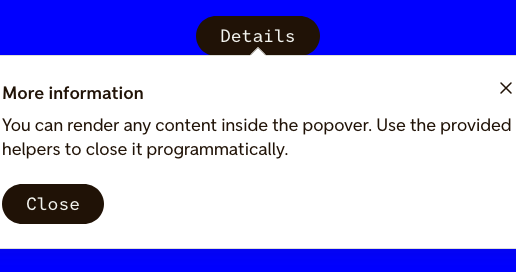 Details
More information
You can render any content inside the popover. Use the provided
helpers to close it programmatically.
Close